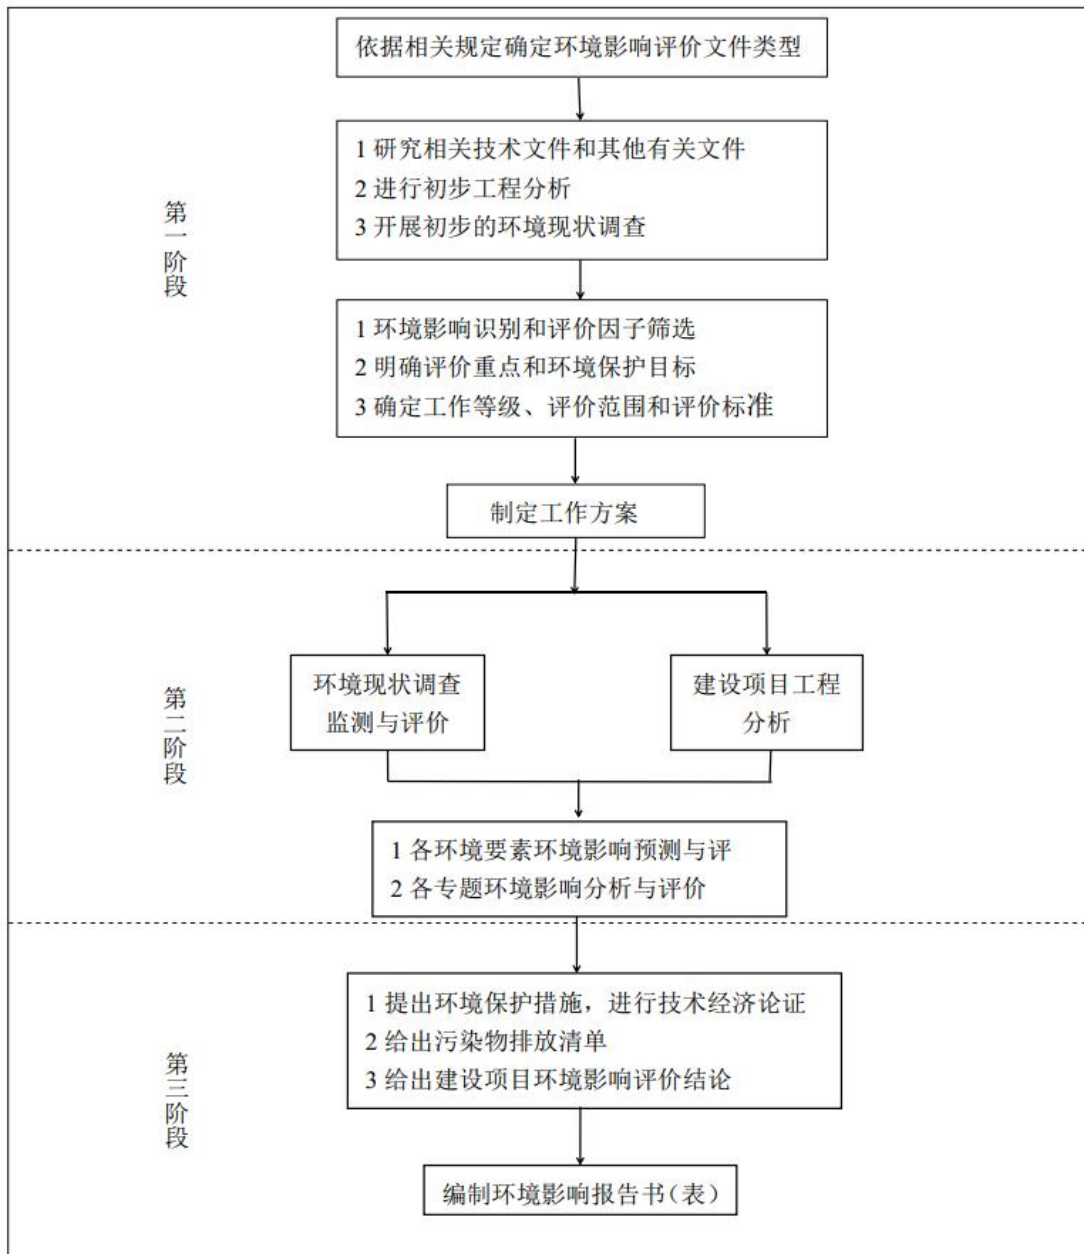 依据相关规定确定环境影响评价文件类型
1 研究相关技术文件和其他有关文件
2 进行初步工程分析
3 开展初步的环境现状调查
第一阶段
1 环境影响识别和评价因子筛选
2 明确评价重点和环境保护目标
3 确定工作等级、评价范围和评价标准
制定工作方案
第二阶段
环境现状调查
监测与评价
建设项目工程
分析
1 各环境要素环境影响预测与评
2 各专题环境影响分析与评价
第三阶段
1 提出环境保护措施，进行技术经济论证
2 给出污染物排放清单
3 给出建设项目环境影响评价结论
编制环境影响报告书（表）